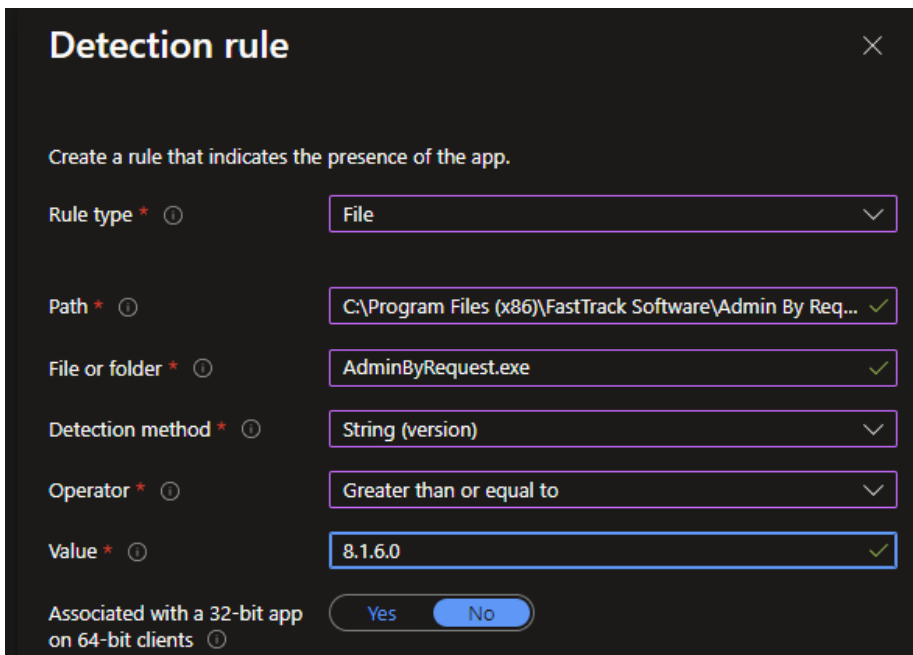 Detection rule
Create a rule that indicates the presence of the app.
Rule type *
File
Path *
C:\Program Files (x86)\FastTrack Software\Admin By Req...
File or folder *
AdminByRequest.exe
Detection method *
String (version)
Operator *
Greater than or equal to
Value *
8.1.6.0
Associated with a 32-bit app
on 64-bit clients
Yes No